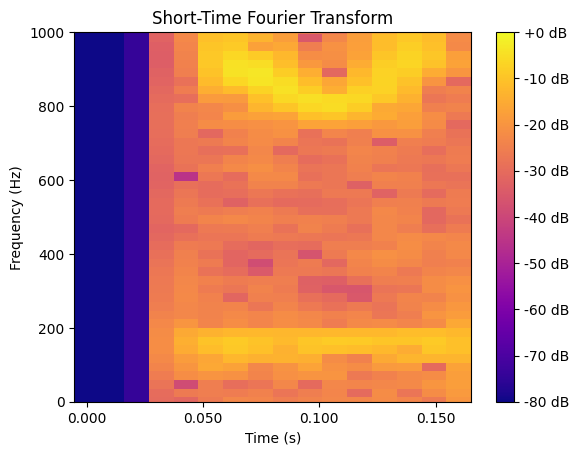 Short-Time Fourier Transform
Frequency (Hz)
1000
800
600
400
200
0
0.000
0.050
0.100
0.150
Time (s)
+0 dB
-10 dB
-20 dB
-30 dB
-40 dB
-50 dB
-60 dB
-70 dB
-80 dB